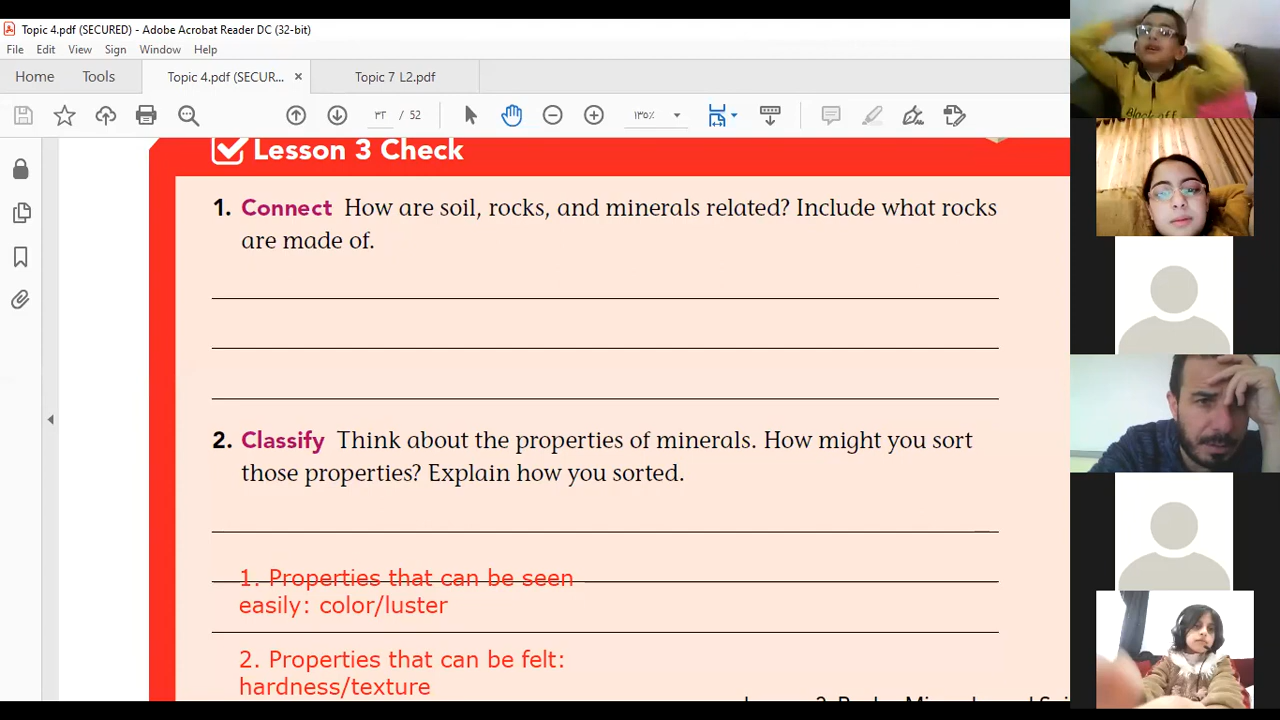 Topic 4.pdf (SECURED) - Adobe Acrobat Reader DC (32-bit)
File Edit View Sign Window Help
Home Tools Topic 4.pdf (SECUR... × Topic 7 L2.pdf
٣٣ / 52 ١٣٥٪
Lesson 3 Check
1. Connect How are soil, rocks, and minerals related? Include what rocks
are made of.
2. Classify Think about the properties of minerals. How might you sort
those properties? Explain how you sorted.
1. Properties that can be seen
easily: color/luster
2. Properties that can be felt:
hardness/texture